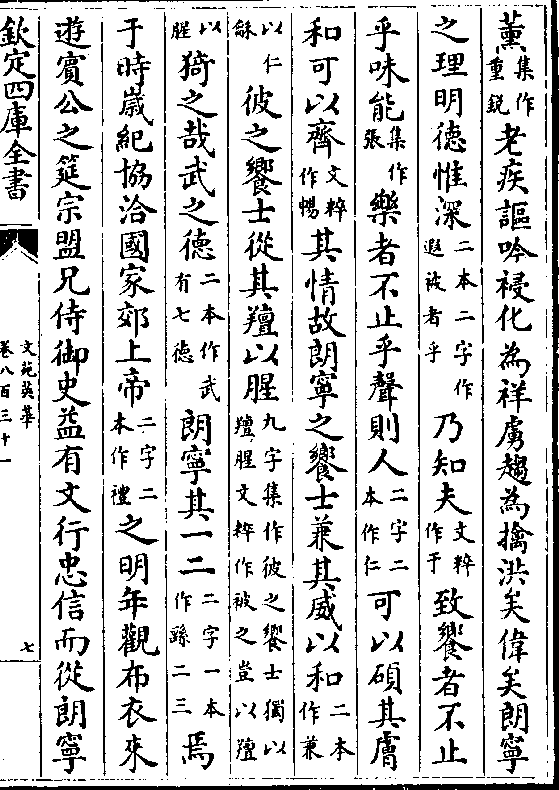 薫集作重銳老疾謳吟祲化為祥虜趨為擒洪矣偉矣朗寧
之理明德惟深二本二字作遐被者乎乃知夫文粹作于致饗者不止
乎味能集作張樂者不止乎聲則人二字二本作仁可以碩其膚
和可以齊文粹作暢其情故朗寧之饗士兼其威以和二本作兼
以仁龢彼之饗士從其羶以腥九字集作彼之饗士獨以羶腥文粹作被之豈以羶
以腥猗之哉武之德二本作武有七德朗寧其一二二字一本作繇二三焉
于時嵗紀協洽國家郊上帝二字二本作禮之明年觀布衣來
遊賓公之筵宗盟兄侍御史益有文行忠信而從朗寧
欽定四庫全書
文苑英華
卷八百三十一
七